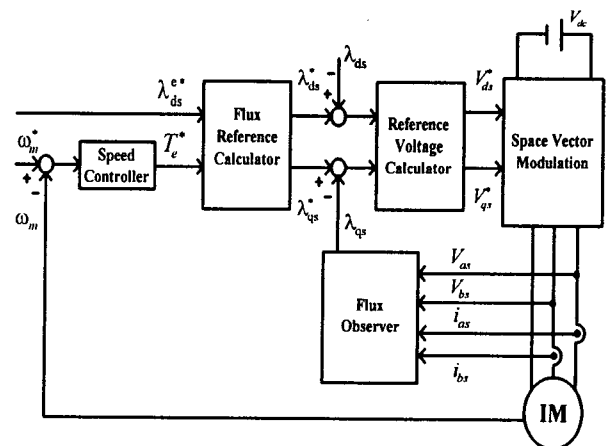 V_dc
λ_ds
λ_ds^e*
λ_ds^*
-
+
V_ds^*
Flux
Reference
Calculator
Reference
Voltage
Calculator
Space Vector
Modulation
ω_m^*
+
-
Speed
Controller
T_e^*
+
-
λ_qs^*
V_qs^*
ω_m
λ_qs
Flux
Observer
V_as
V_bs
i_as
i_bs
IM